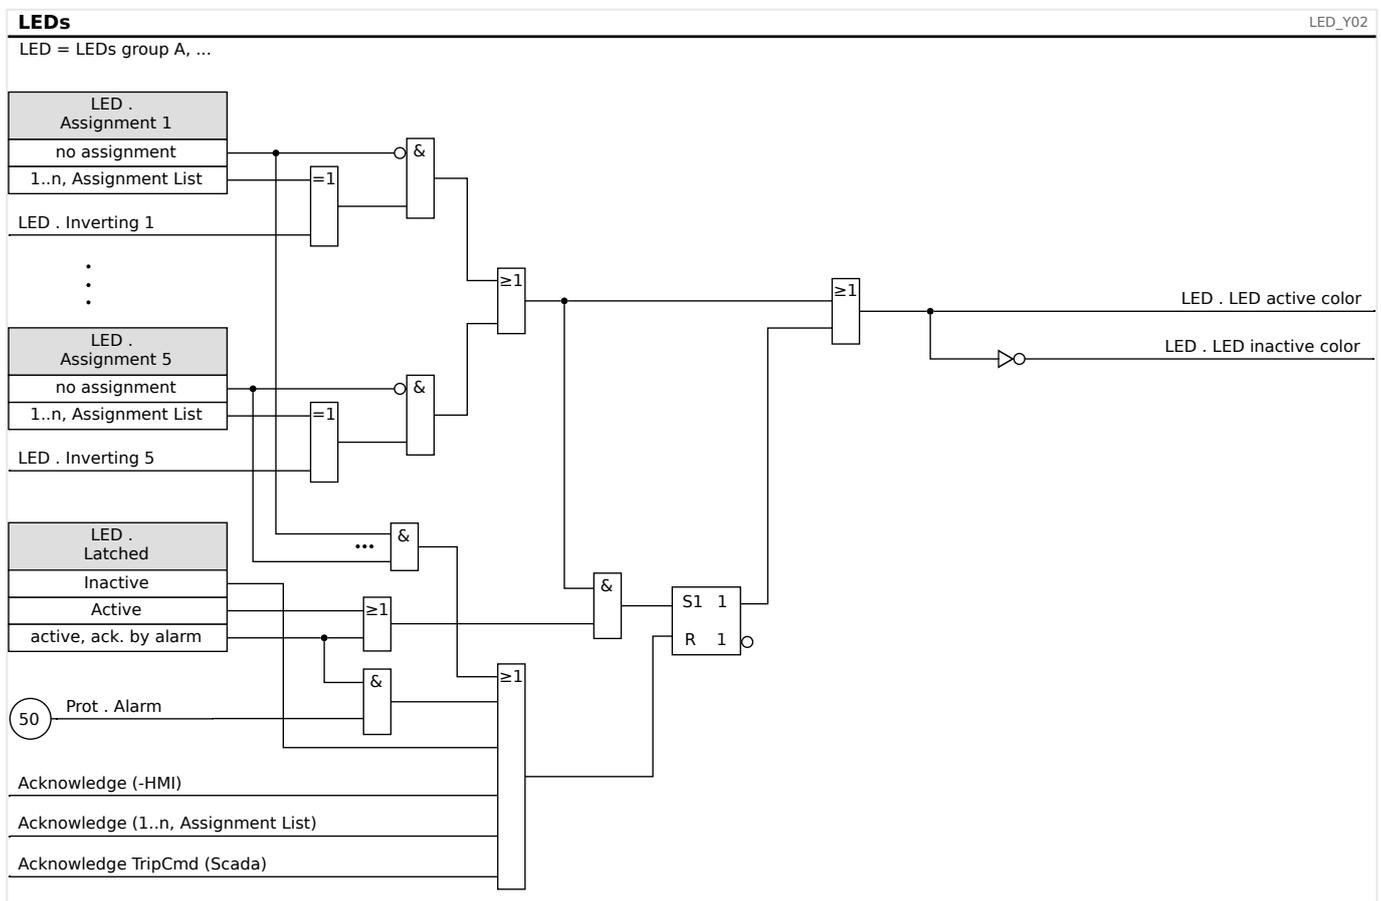 LEDs
LED_Y02
LED = LEDs group A, ...
LED .
Assignment 1
no assignment
&
1..n, Assignment List
=1
LED . Inverting 1
≥1
≥1
LED . LED active color
LED .
Assignment 5
LED . LED inactive color
no assignment
&
1..n, Assignment List
=1
LED . Inverting 5
LED .
Latched
&
...
Inactive
&
Active
≥1
S1 1
active, ack. by alarm
R 1
&
≥1
50
Prot . Alarm
Acknowledge (-HMI)
Acknowledge (1..n, Assignment List)
Acknowledge TripCmd (Scada)